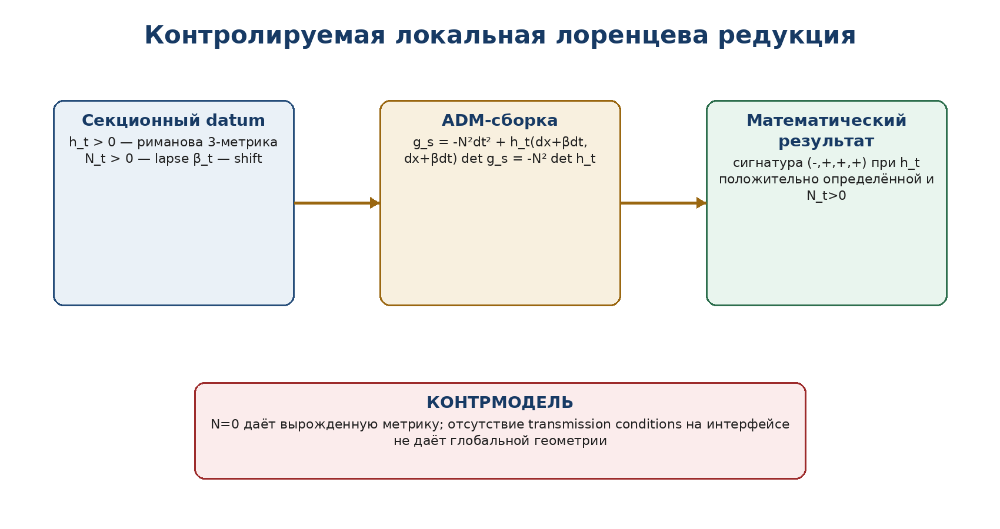 Контролируемая локальная лоренцева редукция
Секционный datum
h_t > 0 — риманова 3-метрика
N_t > 0 — lapse β_t — shift
ADM-сборка
g_s = -N²dt² + h_t(dx+βdt,
dx+βdt) det g_s = -N² det h_t
Математический
результат
сигнатура (-,+,+,+) при h_t
положительно определённой и
N_t>0
КОНТРМОДЕЛЬ
N=0 даёт вырожденную метрику; отсутствие transmission conditions на интерфейсе
не даёт глобальной геометрии